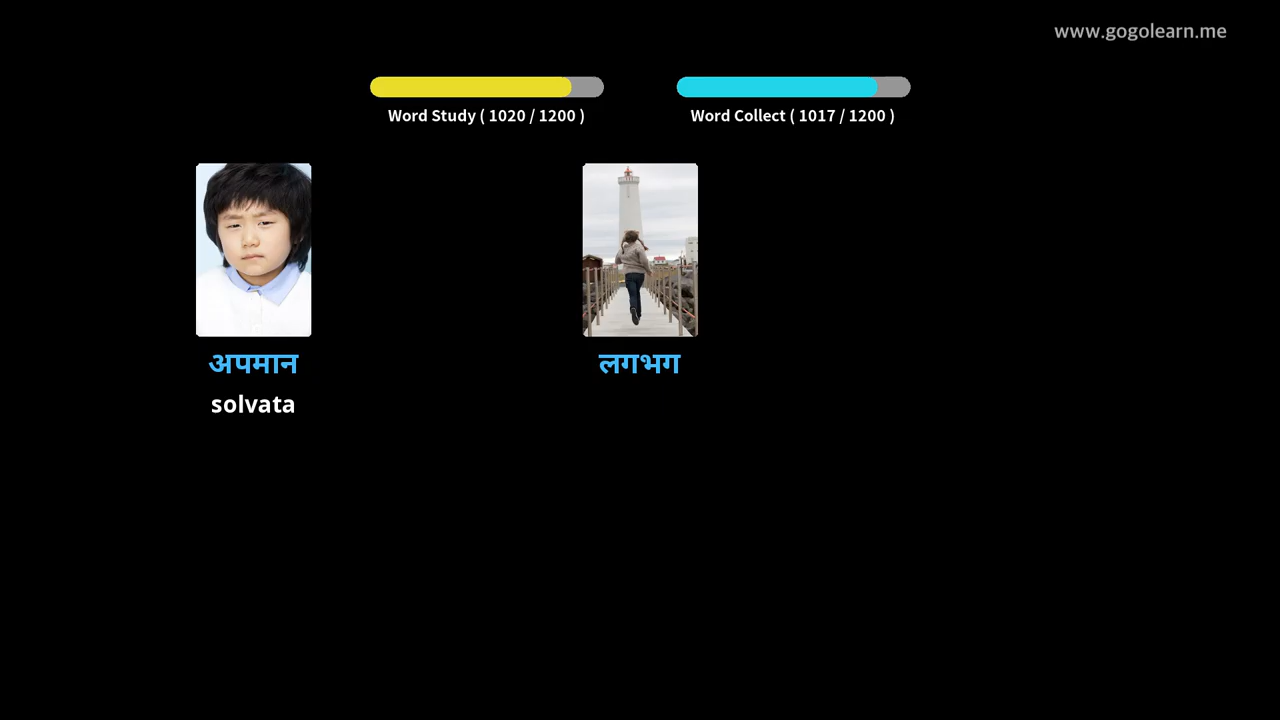 www.gogolearn.me
Word Study ( 1020 / 1200 )
Word Collect ( 1017 / 1200 )
अपमान
लगभग
solvata